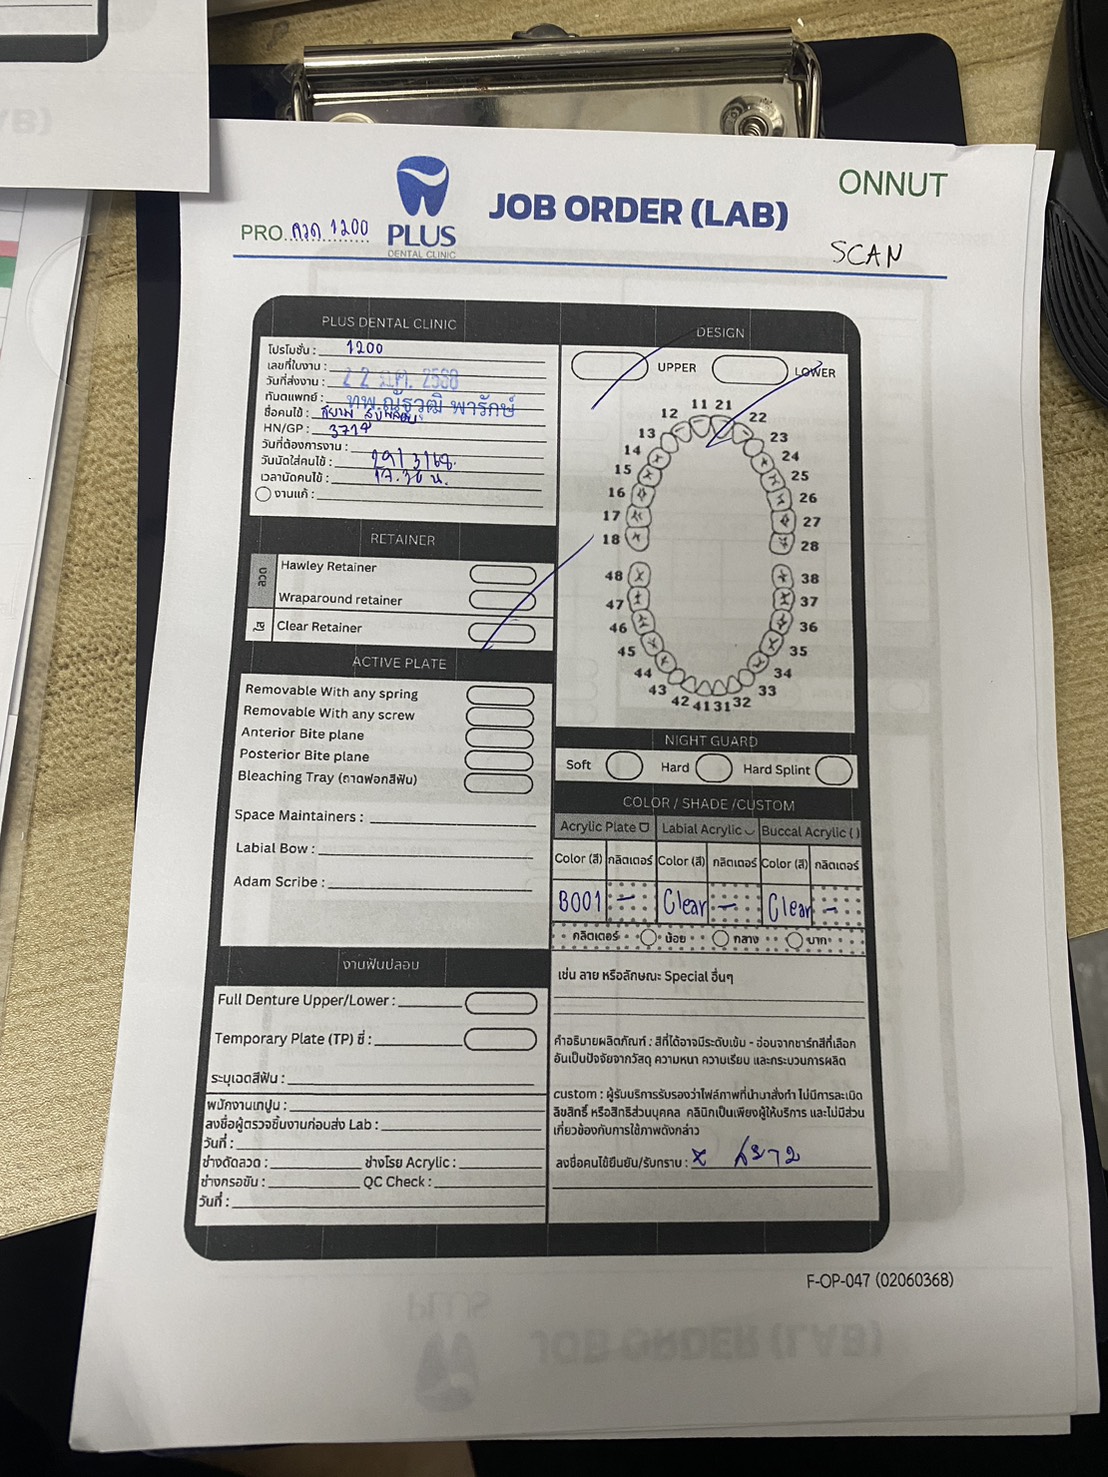 ONNUT
PRO. ลวด 1200
PLUS
DENTAL CLINIC
JOB ORDER (LAB)
SCAN
PLUS DENTAL CLINIC
โปรโมชั่น : 1200
เลขที่ใบงาน :
วันที่ส่งงาน : 2 2 2568
ทันตแพทย์ : ทพ.ณัฐวุฒิ พารักษ์
ชื่อคนไข้ :
HN/GP : 3719
วันที่ต้องการงาน :
วันนัดใส่คนไข้ : 29/3/68
เวลานัดคนไข้ : 17.30 น.
งานแก้ :
DESIGN
UPPER
LOWER
11 21
12 22
13 23
14 24
15 25
16 26
17 27
18 28
48 38
47 37
46 36
45 35
44 34
43 33
42 41 31 32
RETAINER
ลวด
Hawley Retainer
Wraparound retainer
ใส
Clear Retainer
ACTIVE PLATE
Removable With any spring
Removable With any screw
Anterior Bite plane
Posterior Bite plane
Bleaching Tray (ถาดฟอกสีฟัน)
Space Maintainers :
Labial Bow :
Adam Scribe :
NIGHT GUARD
Soft Hard Hard Splint
COLOR / SHADE /CUSTOM
Acrylic Plate Labial Acrylic Buccal Acrylic ( )
Color (สี) กลิตเตอร์ Color (สี) กลิตเตอร์ Color (สี) กลิตเตอร์
B001 - Clear - Clear -
กลิตเตอร์ น้อย กลาง มาก
เช่น ลาย หรือลักษณะ Special อื่นๆ
งานฟันปลอม
Full Denture Upper/Lower :
Temporary Plate (TP) ซี่ :
ระบุเฉดสีฟัน :
พนักงานเทปูน :
ลงชื่อผู้ตรวจชิ้นงานก่อนส่ง Lab :
วันที่ :
ช่างดัดลวด : ช่างโรย Acrylic :
ช่างกรอขัน : QC Check :
วันที่ :
คำอธิบายผลิตภัณฑ์ : สีที่ได้อาจมีระดับเข้ม - อ่อนจากชาร์ทสีที่เลือก
อันเป็นปัจจัยจากวัสดุ ความหนา ความเรียบ และกระบวนการผลิต
custom : ผู้รับบริการรับรองว่าไฟล์ภาพที่นำมาสั่งทำ ไม่มีการละเมิด
ลิขสิทธิ์ หรือสิทธิส่วนบุคคล คลินิกเป็นเพียงผู้ให้บริการ และไม่มีส่วน
เกี่ยวข้องกับการใช้ภาพดังกล่าว
ลงชื่อคนไข้ยืนยัน/รับทราบ : x
F-OP-047 (02060368)